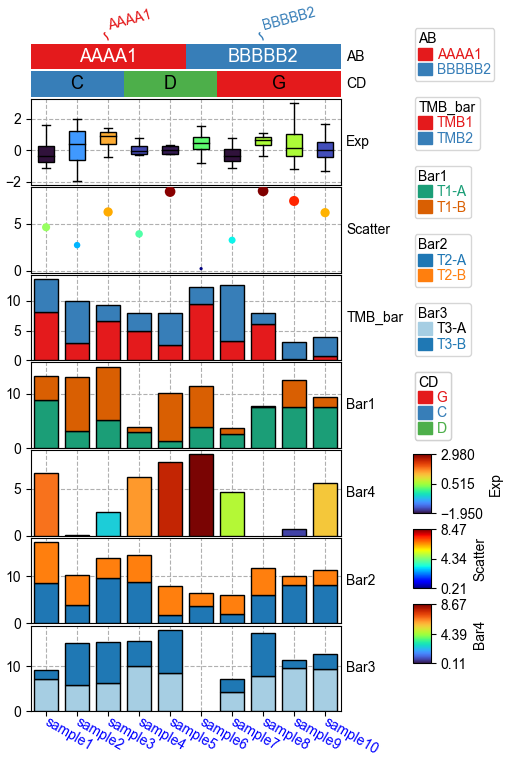 AAAA1
BBBBB2
AAAA1 BBBBB2 AB
C D G CD
2
0
−2
Exp
5
0
Scatter
10
5
0
TMB_bar
10
0
Bar1
5
0
Bar4
10
0
Bar2
10
0
Bar3
sample1 sample2 sample3 sample4 sample5 sample6 sample7 sample8 sample9 sample10
AB
AAAA1
BBBBB2
TMB_bar
TMB1
TMB2
Bar1
T1-A
T1-B
Bar2
T2-A
T2-B
Bar3
T3-A
T3-B
CD
G
C
D
2.980
0.515
−1.950
Exp
8.47
4.34
0.21
Scatter
8.67
4.39
0.11
Bar4